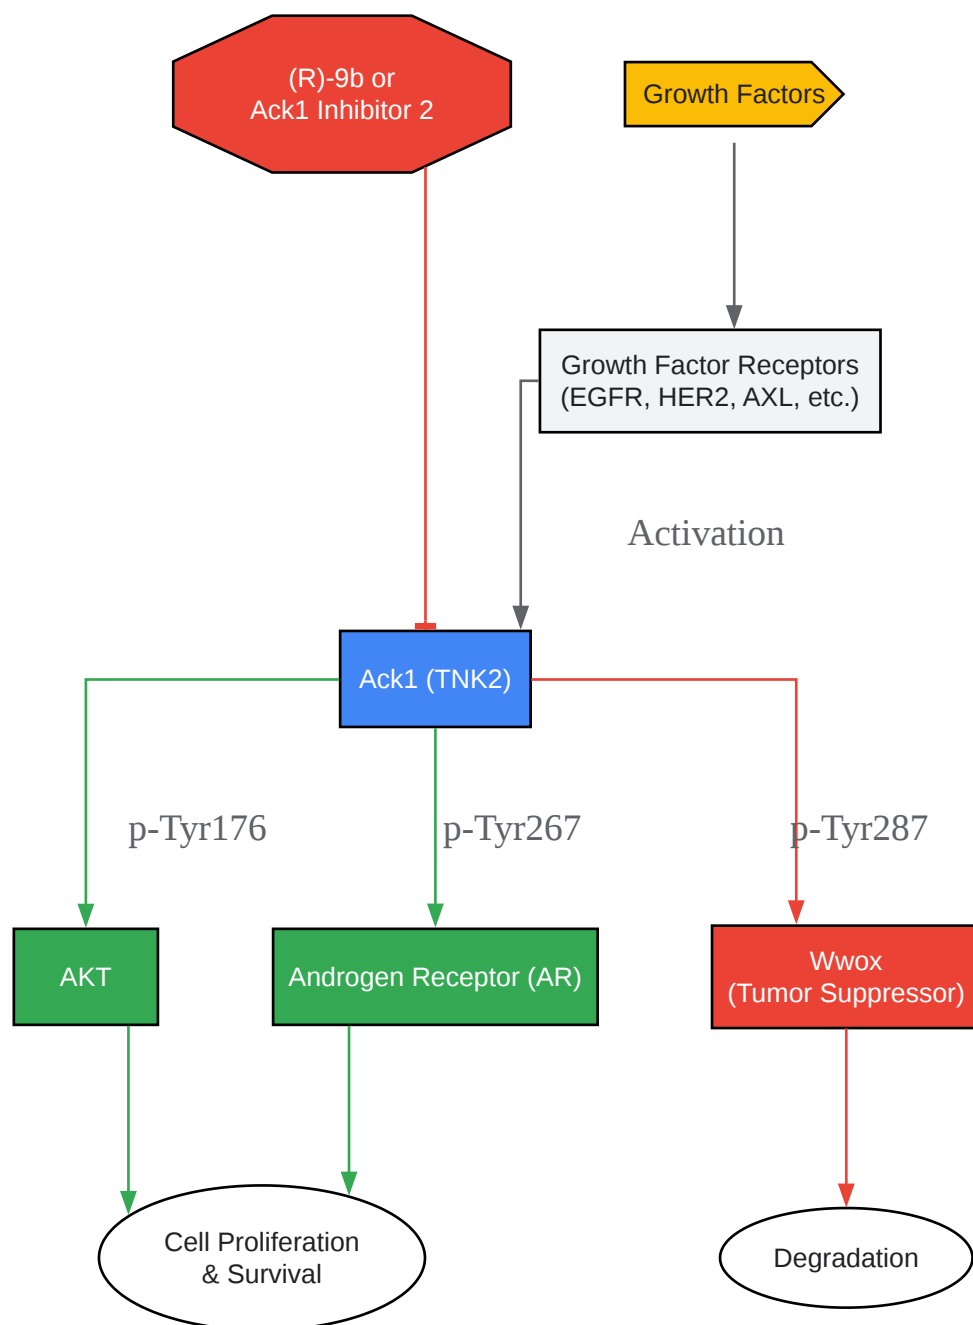 (R)-9b or
Ack1 Inhibitor 2
Growth Factors
Growth Factor Receptors
(EGFR, HER2, AXL, etc.)
Activation
Ack1 (TNK2)
p-Tyr176
p-Tyr267
p-Tyr287
AKT
Androgen Receptor (AR)
Wwox
(Tumor Suppressor)
Cell Proliferation
& Survival
Degradation